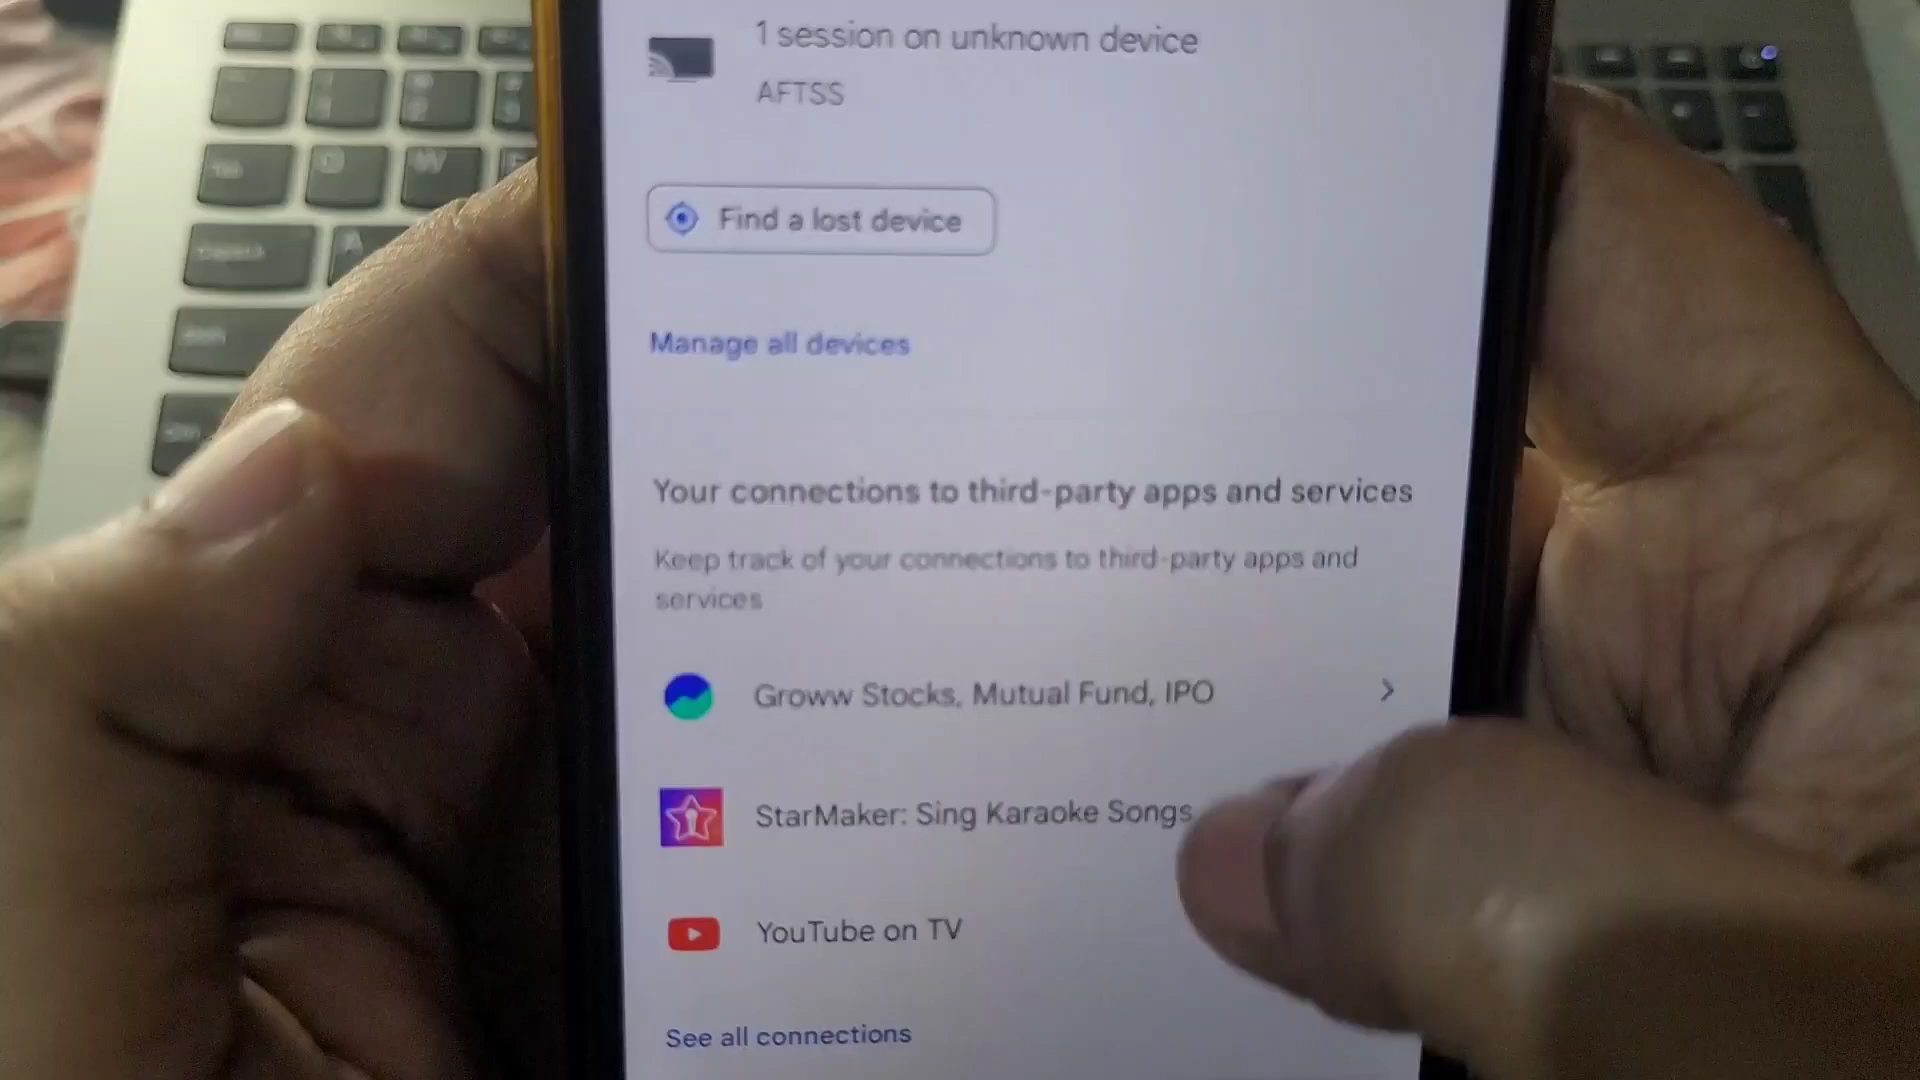 1 session on unknown device
AFTSS
Find a lost device
Manage all devices
Your connections to third-party apps and services
Keep track of your connections to third-party apps and
services
Groww Stocks, Mutual Fund, IPO
StarMaker: Sing Karaoke Songs
YouTube on TV
See all connections
W
A